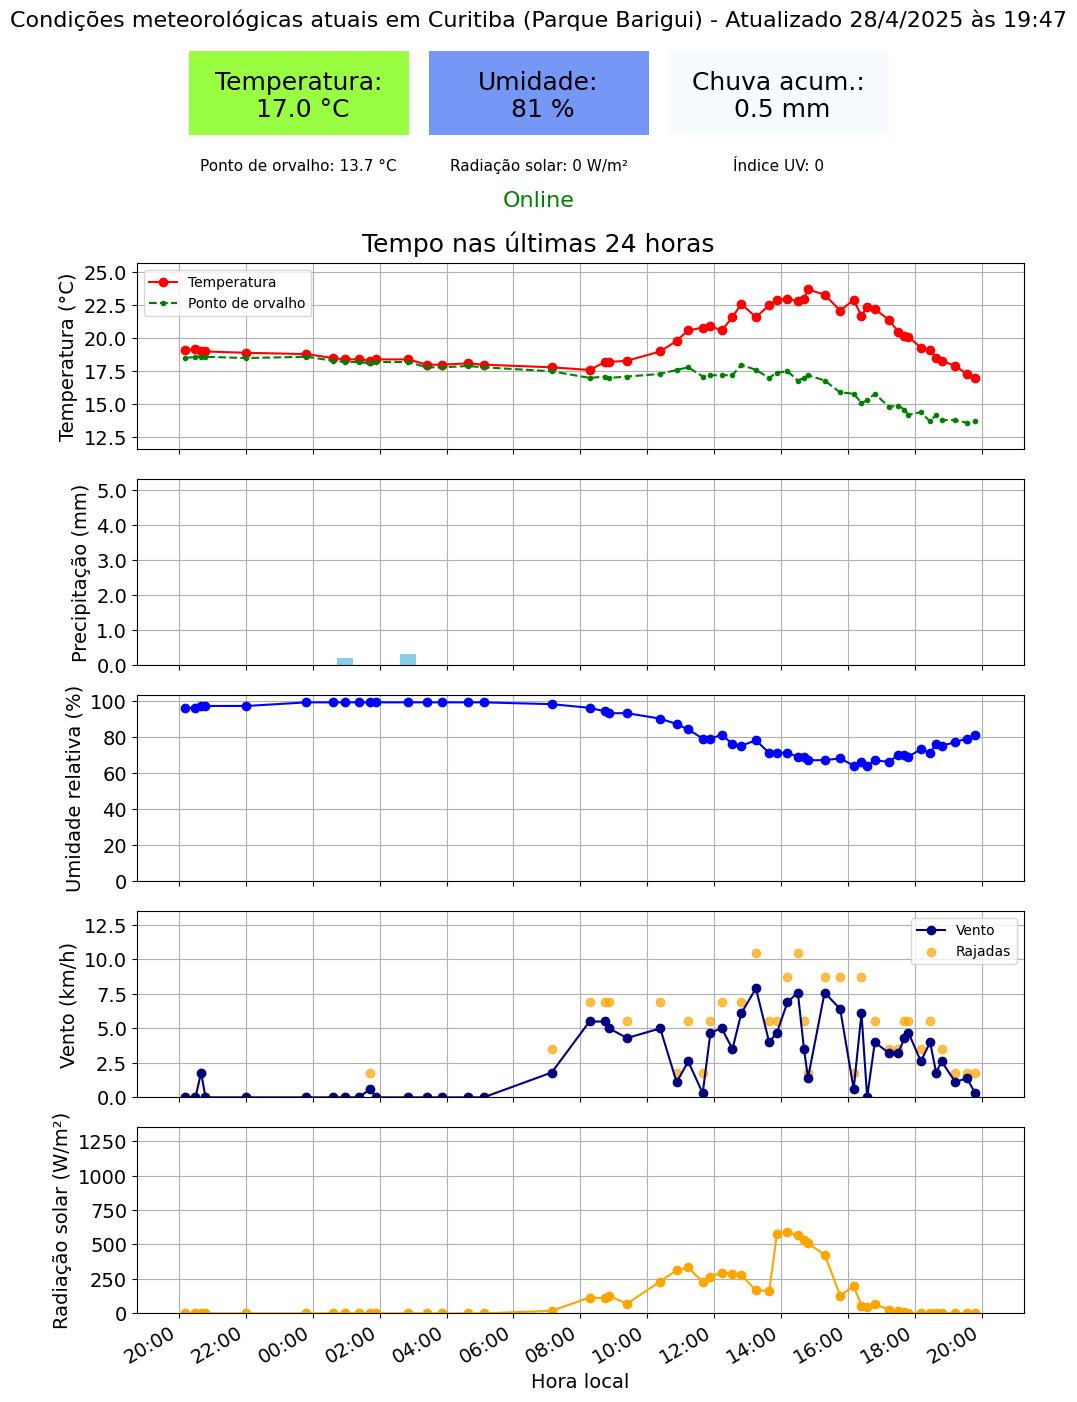 Condições meteorológicas atuais em Curitiba (Parque Barigui) - Atualizado 28/4/2025 às 19:47
Temperatura:
17.0 °C
Umidade:
81 %
Chuva acum.:
0.5 mm
Ponto de orvalho: 13.7 °C
Radiação solar: 0 W/m²
Índice UV: 0
Online
Tempo nas últimas 24 horas
Temperatura (°C)
25.0
22.5
20.0
17.5
15.0
12.5
Temperatura
Ponto de orvalho
Precipitação (mm)
5.0
4.0
3.0
2.0
1.0
0.0
Umidade relativa (%)
100
80
60
40
20
0
Vento (km/h)
12.5
10.0
7.5
5.0
2.5
0.0
Vento
Rajadas
Radiação solar (W/m²)
1250
1000
750
500
250
0
20:00 22:00 00:00 02:00 04:00 06:00 08:00 10:00 12:00 14:00 16:00 18:00 20:00
Hora local